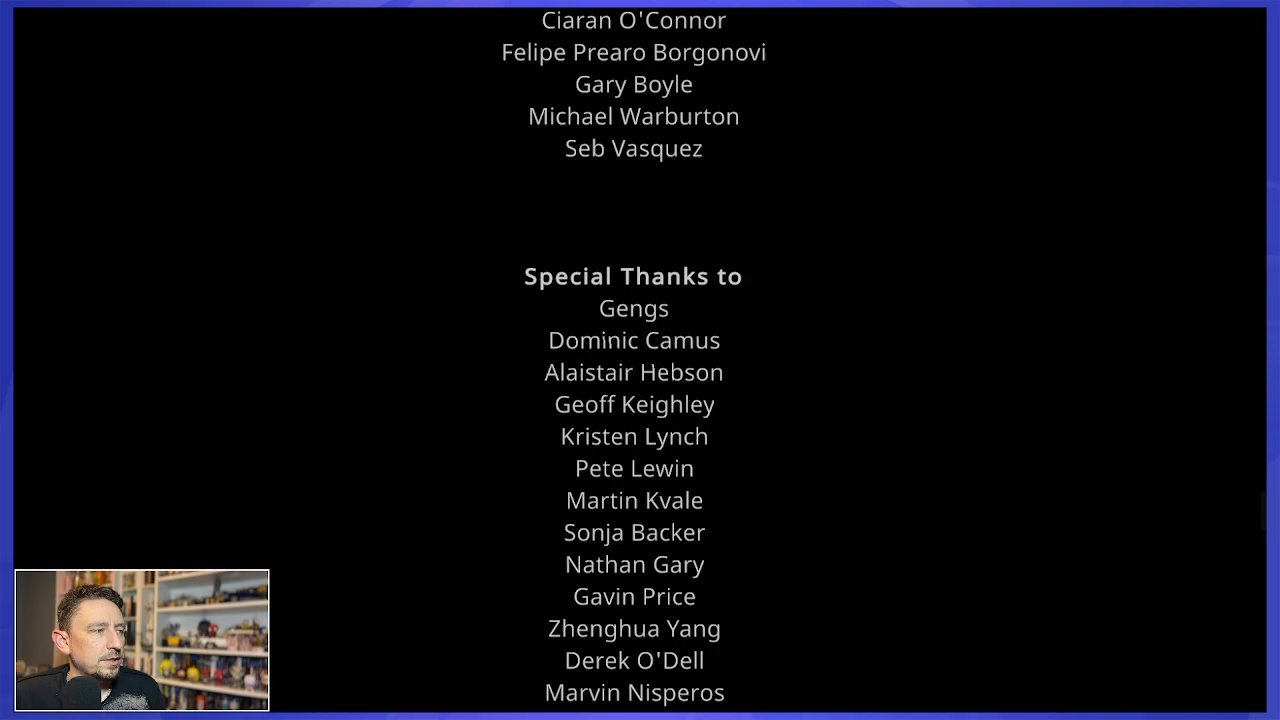 Ciaran O'Connor
Felipe Prearo Borgonovi
Gary Boyle
Michael Warburton
Seb Vasquez
Special Thanks to
Gengs
Dominic Camus
Alaistair Hebson
Geoff Keighley
Kristen Lynch
Pete Lewin
Martin Kvale
Sonja Backer
Nathan Gary
Gavin Price
Zhenghua Yang
Derek O'Dell
Marvin Nisperos